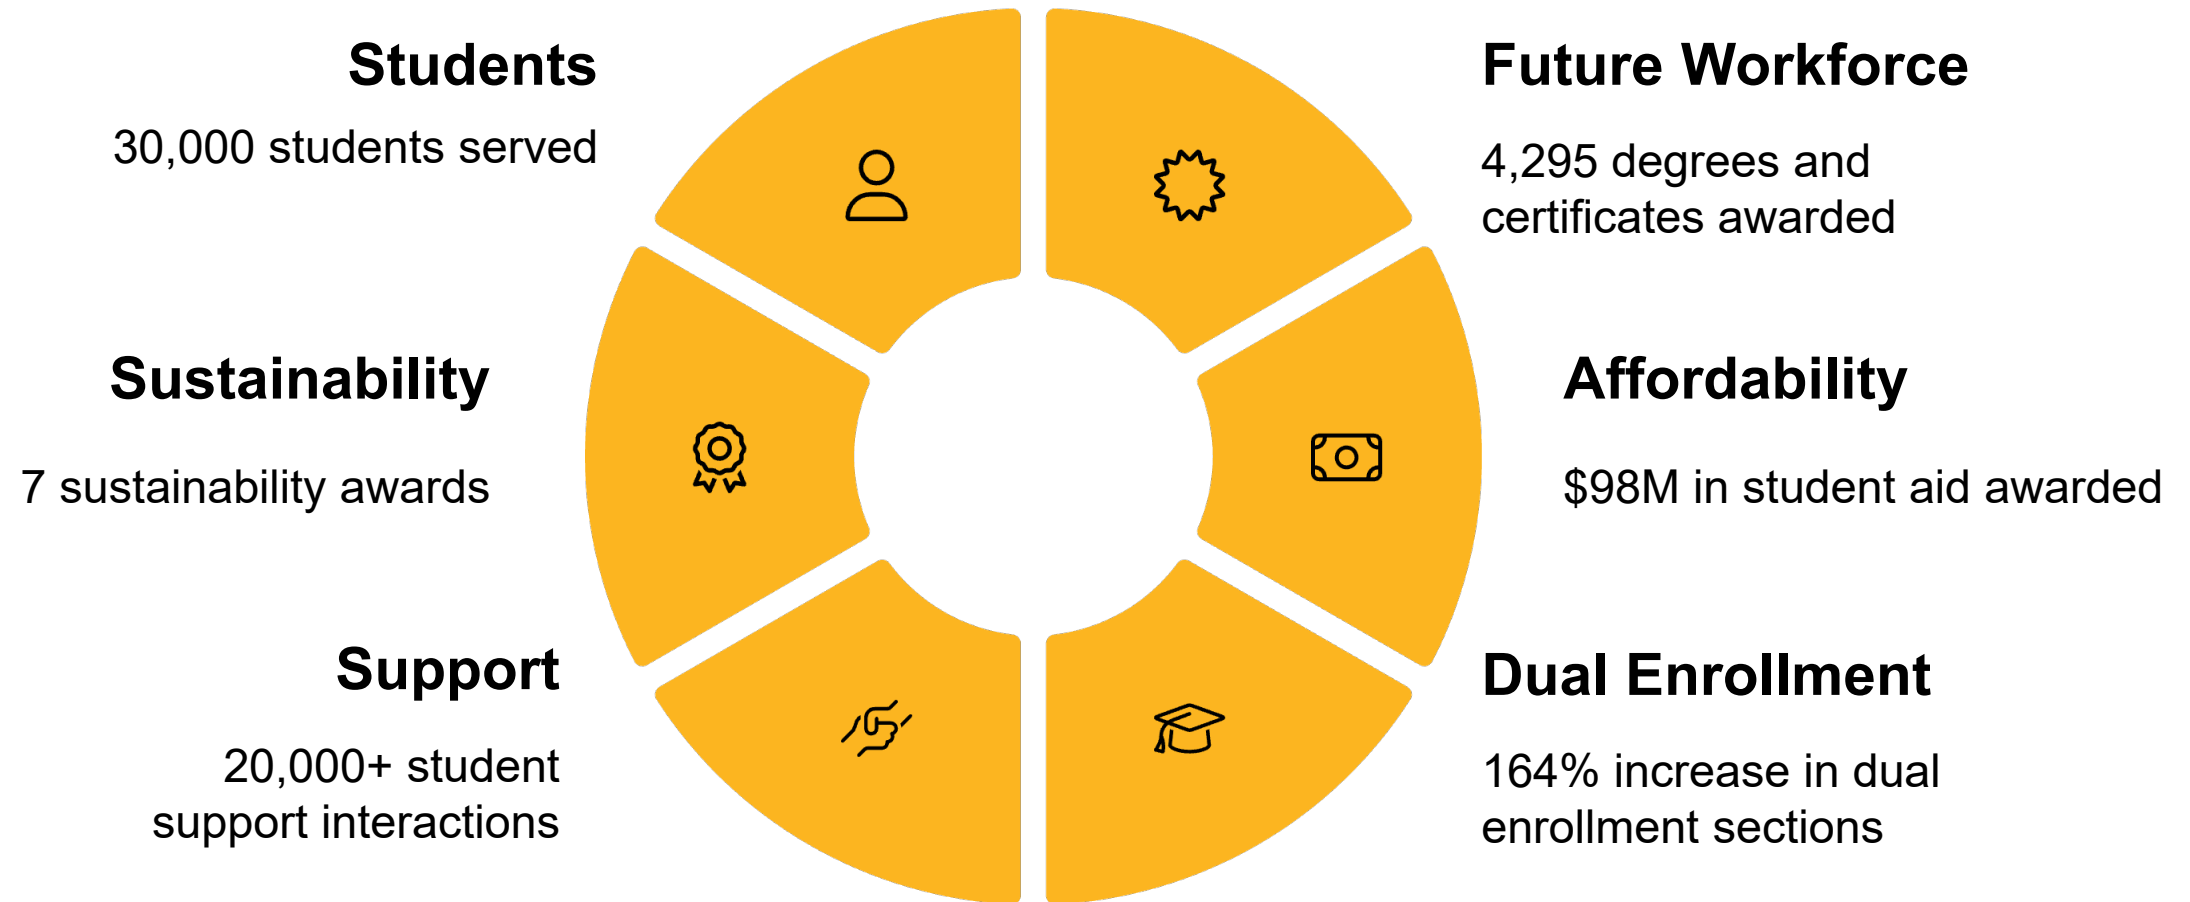 Students
30,000 students served
Future Workforce
4,295 degrees and
certificates awarded
Sustainability
7 sustainability awards
Affordability
$98M in student aid awarded
Support
20,000+ student
support interactions
Dual Enrollment
164% increase in dual
enrollment sections